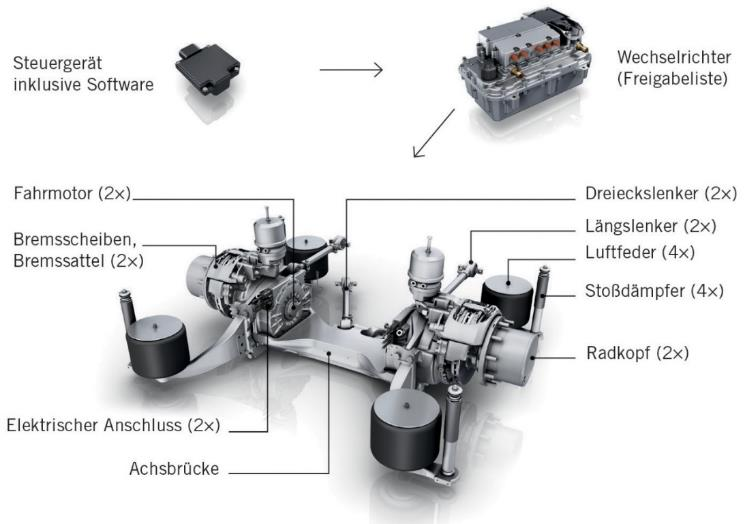 Steuergerät
inklusive Software
Wechselrichter
(Freigabeliste)
Fahrmotor (2×)
Bremsscheiben,
Bremssattel (2×)
Dreieckslenker (2×)
Längslenker (2×)
Luftfeder (4×)
Stoßdämpfer (4×)
Radkopf (2×)
Elektrischer Anschluss (2×)
Achsbrücke